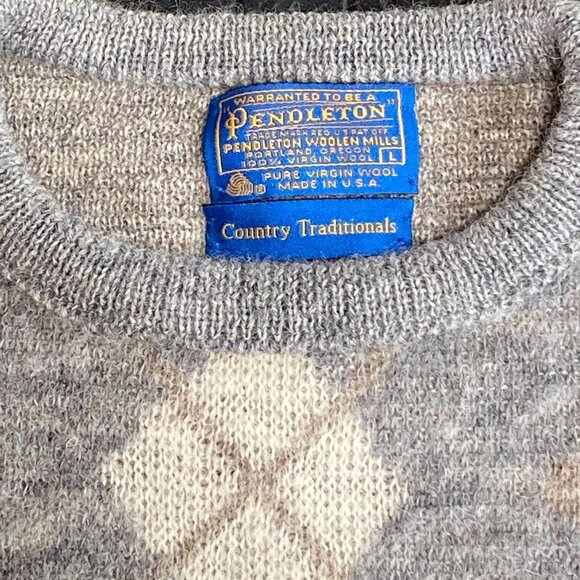 WARRANTED TO BE A
"PENDLETON"
TRADE MARK REG U S PAT OFF
PENDLETON WOOLEN MILLS
PORTLAND, OREGON
100% VIRGIN WOOL L
PURE VIRGIN WOOL
MADE IN U.S.A.
Country Traditionals